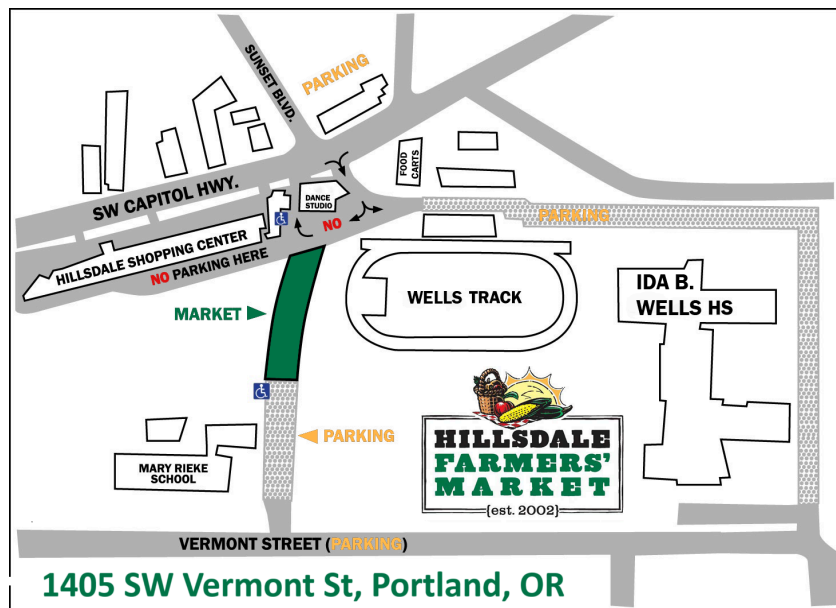 SUNSET BLVD.
PARKING
SW CAPITOL HWY.
FOOD
CARTS
DANCE
STUDIO
NO
PARKING
HILLSDALE SHOPPING CENTER
NO PARKING HERE
MARKET
WELLS TRACK
IDA B.
WELLS HS
PARKING
MARY RIEKE
SCHOOL
HILLSDALE
FARMERS'
MARKET
{est. 2002}
VERMONT STREET (PARKING)
1405 SW Vermont St, Portland, OR